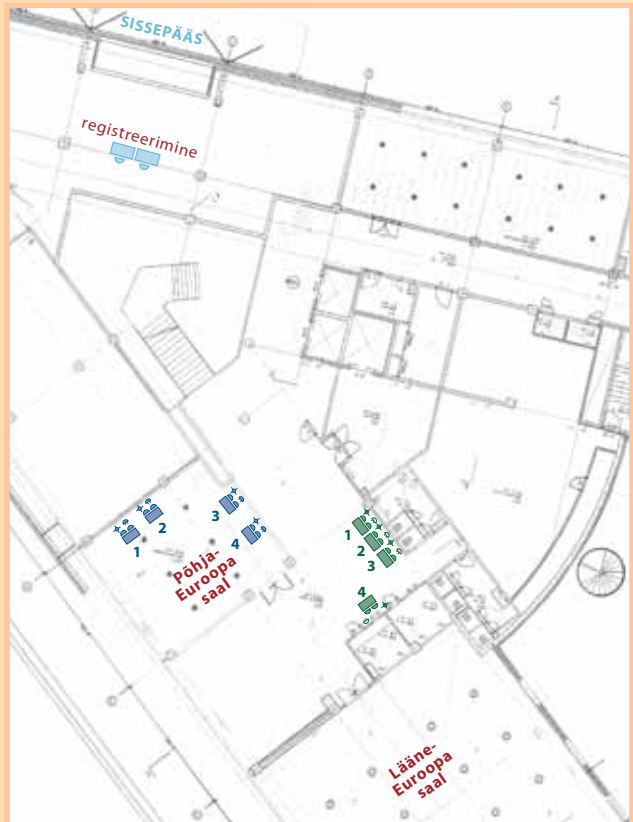 SISSEPÄÄS
registreerimine
1
2
3
4
Põhja-
Euroopa
saal
1
2
3
4
Lääne-
Euroopa
saal